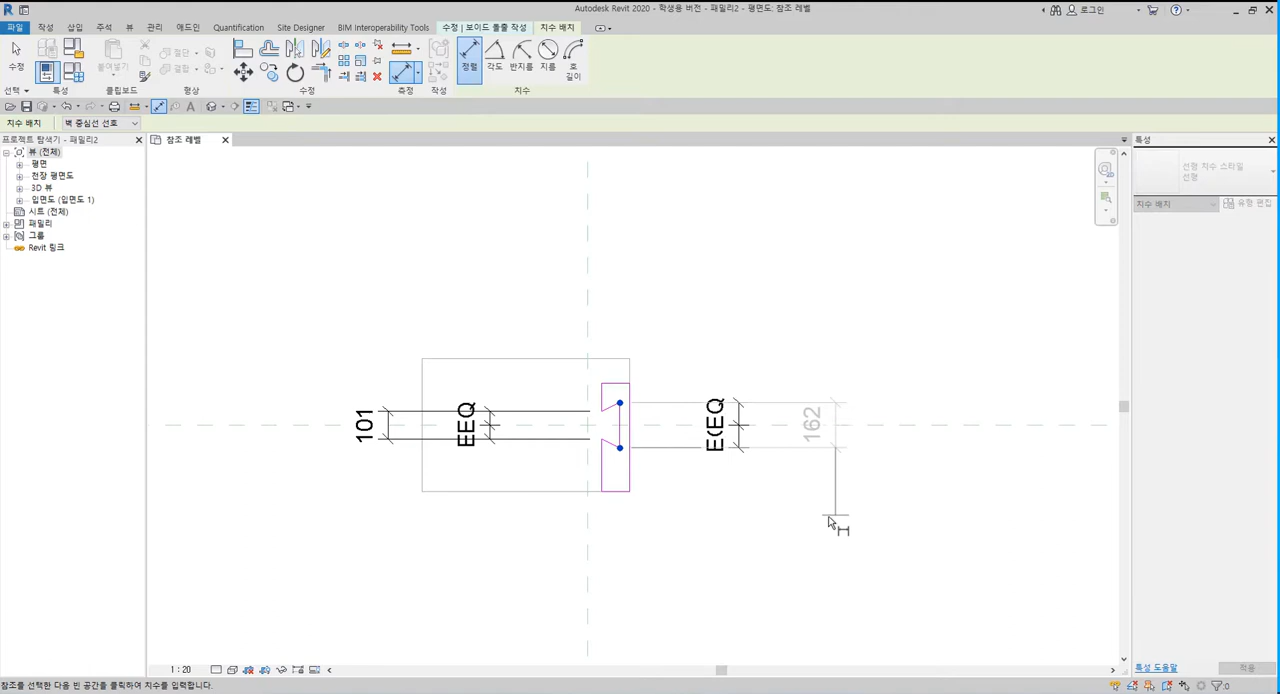 Autodesk Revit 2020 - 학생용 버전 - 패밀리2 - 평면도: 참조 레벨
로그인
파일 작성 삽입 주석 뷰 관리 애드인 Quantification Site Designer BIM Interoperability Tools 수정 | 보이드 돌출 작성 치수 배치
수정 붙여넣기 절단 결합 정렬 각도 반지름 지름 호 길이
선택 특성 클립보드 형상 수정 측정 작성 치수
치수 배치 벽 중심선 선호
프로젝트 탐색기 - 패밀리2
참조 레벨
특성
뷰 (전체)
평면
천장 평면도
3D 뷰
입면도 (입면도 1)
시트 (전체)
패밀리
그룹
Revit 링크
선형 치수 스타일
선형
치수 배치 유형 편집
101
EEQ
E(EQ
162
1 : 20
특성 도움말 적용
참조를 선택한 다음 빈 공간을 클릭하여 치수를 입력합니다.
:0